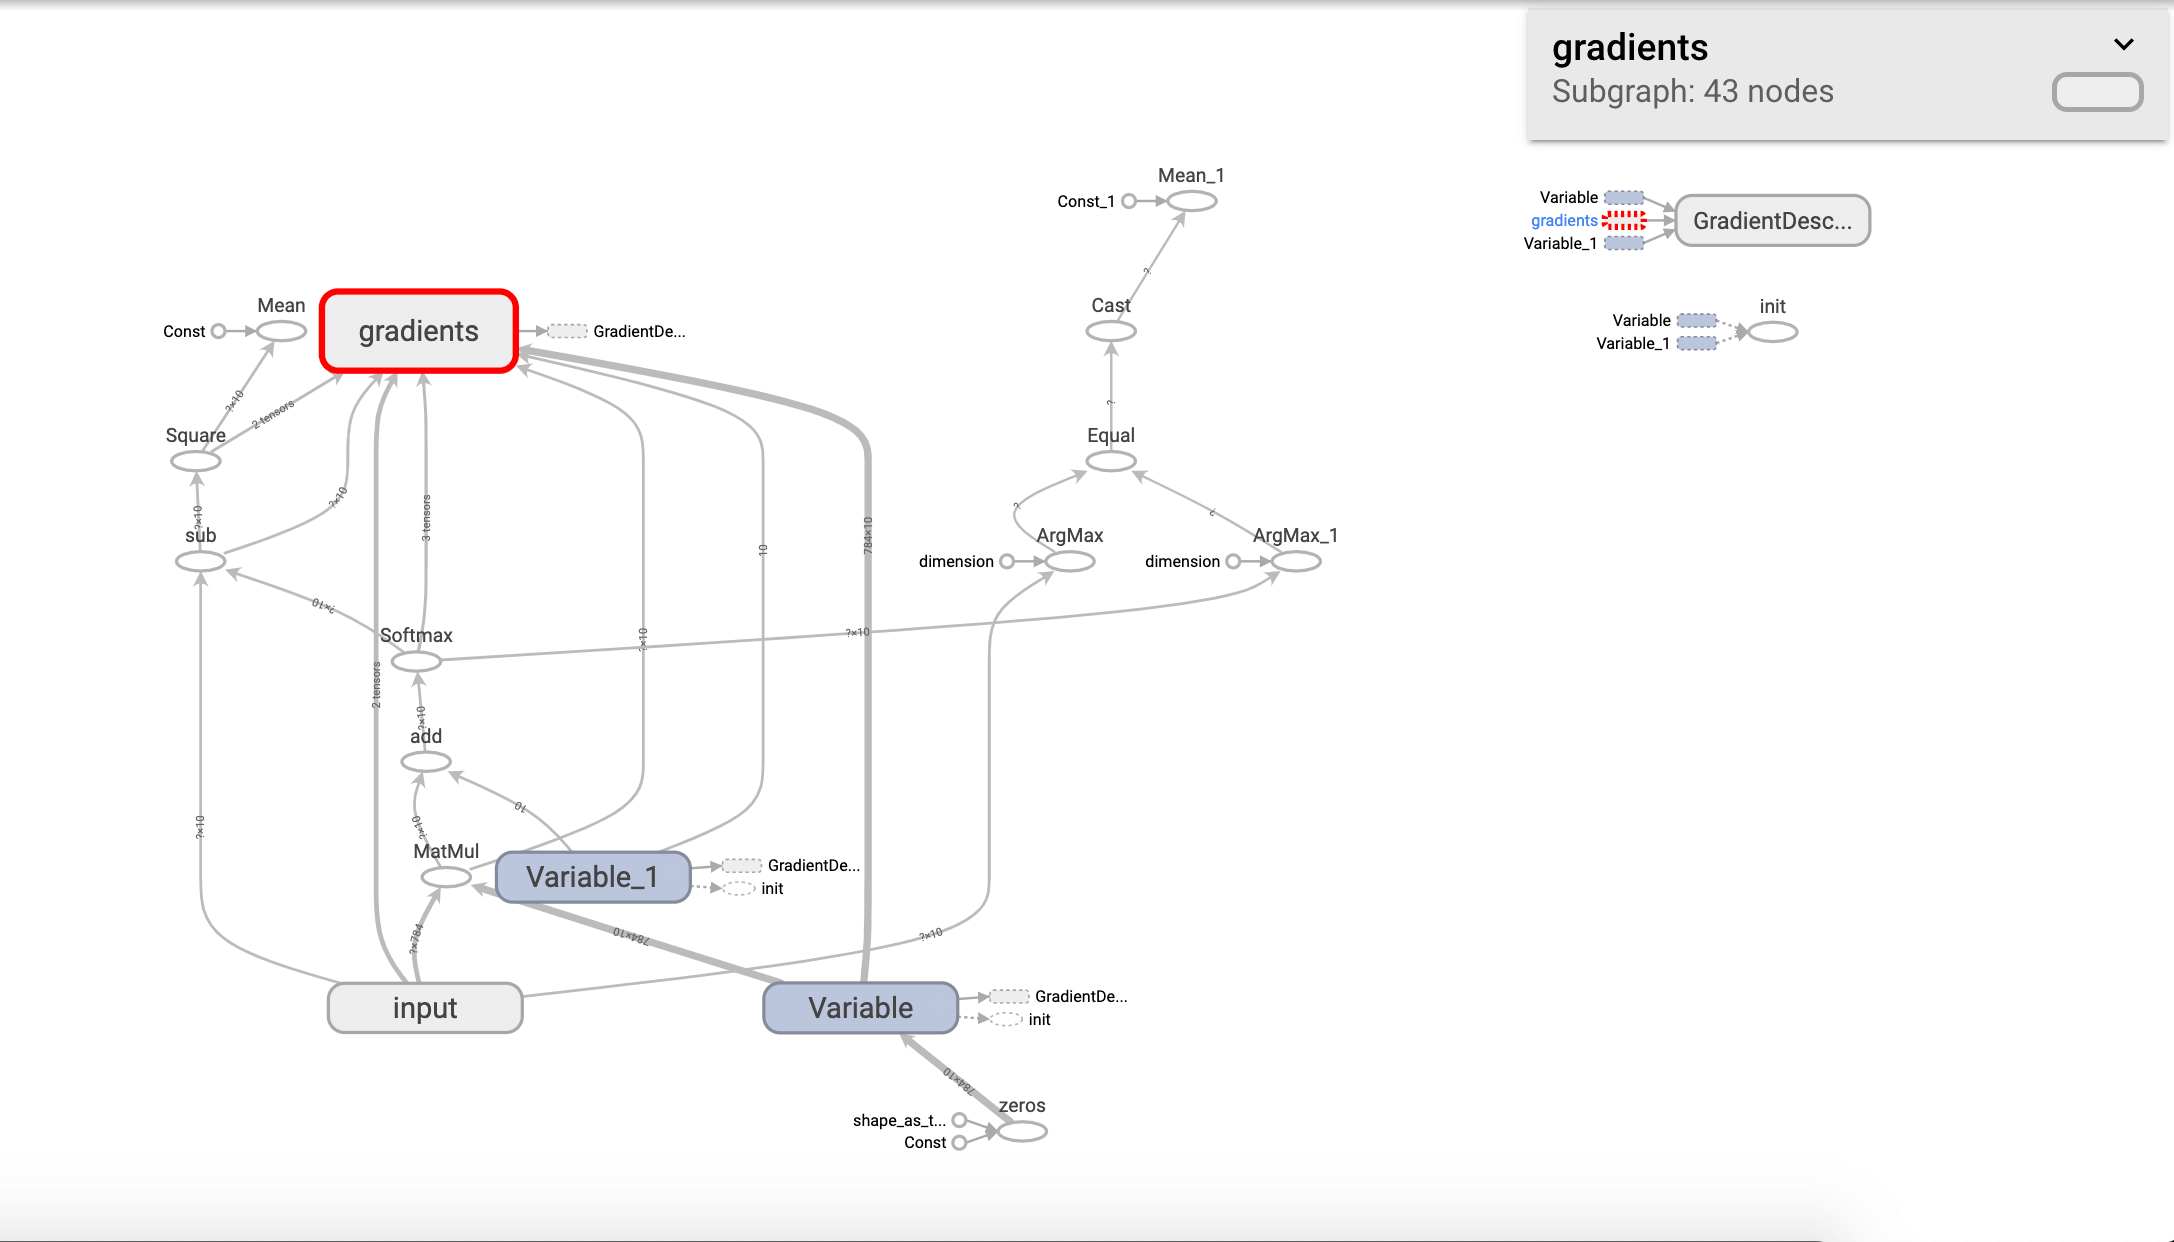 gradients
Subgraph: 43 nodes
Mean_1
Const_1
Variable
gradients
Variable_1
GradientDesc...
Cast
init
Variable
Variable_1
Mean
Const
gradients
GradientDe...
?
?×10
2 tensors
?
Square
Equal
?×10
3 tensors
10
784×10
?
?
?×10
sub
ArgMax
ArgMax_1
dimension
dimension
?×10
Softmax
?×10
?×10
2 tensors
?×10
add
10
?×10
?×10
MatMul
Variable_1
GradientDe...
init
?×784
784×10
?×10
input
Variable
GradientDe...
init
784×10
zeros
shape_as_t...
Const